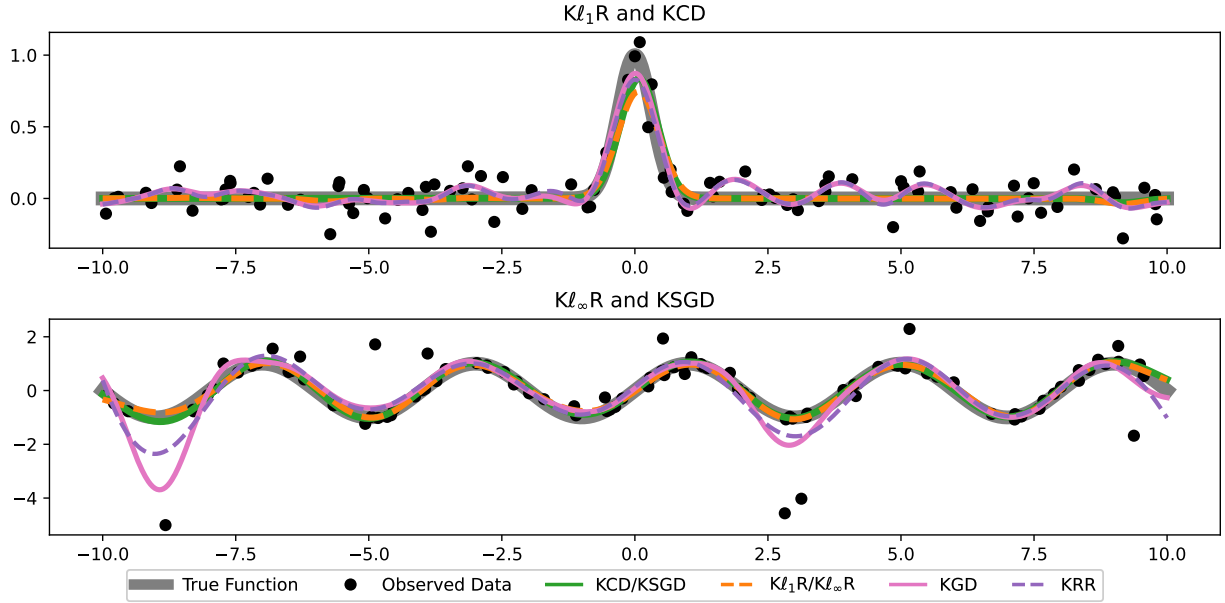 Kℓ₁R and KCD
1.0
0.5
0.0
−10.0 −7.5 −5.0 −2.5 0.0 2.5 5.0 7.5 10.0
Kℓ∞R and KSGD
2
0
−2
−4
−10.0 −7.5 −5.0 −2.5 0.0 2.5 5.0 7.5 10.0
True Function Observed Data KCD/KSGD Kℓ₁R/Kℓ∞R KGD KRR